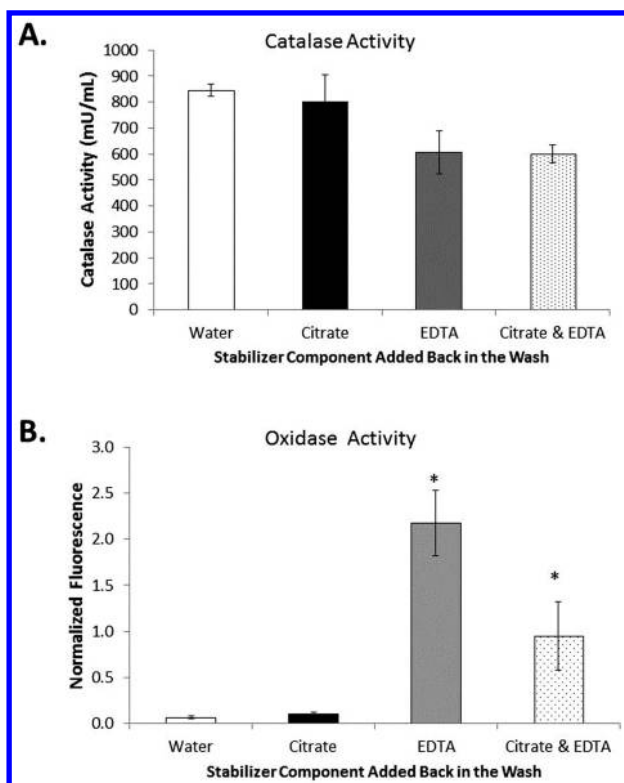 A.
Catalase Activity
Catalase Activity (mU/mL)
1000
900
800
700
600
500
400
300
200
100
0
Water Citrate EDTA Citrate & EDTA
Stabilizer Component Added Back in the Wash
B.
Oxidase Activity
Normalized Fluorescence
3.0
2.5
2.0
1.5
1.0
0.5
0.0
*
*
Water Citrate EDTA Citrate & EDTA
Stabilizer Component Added Back in the Wash